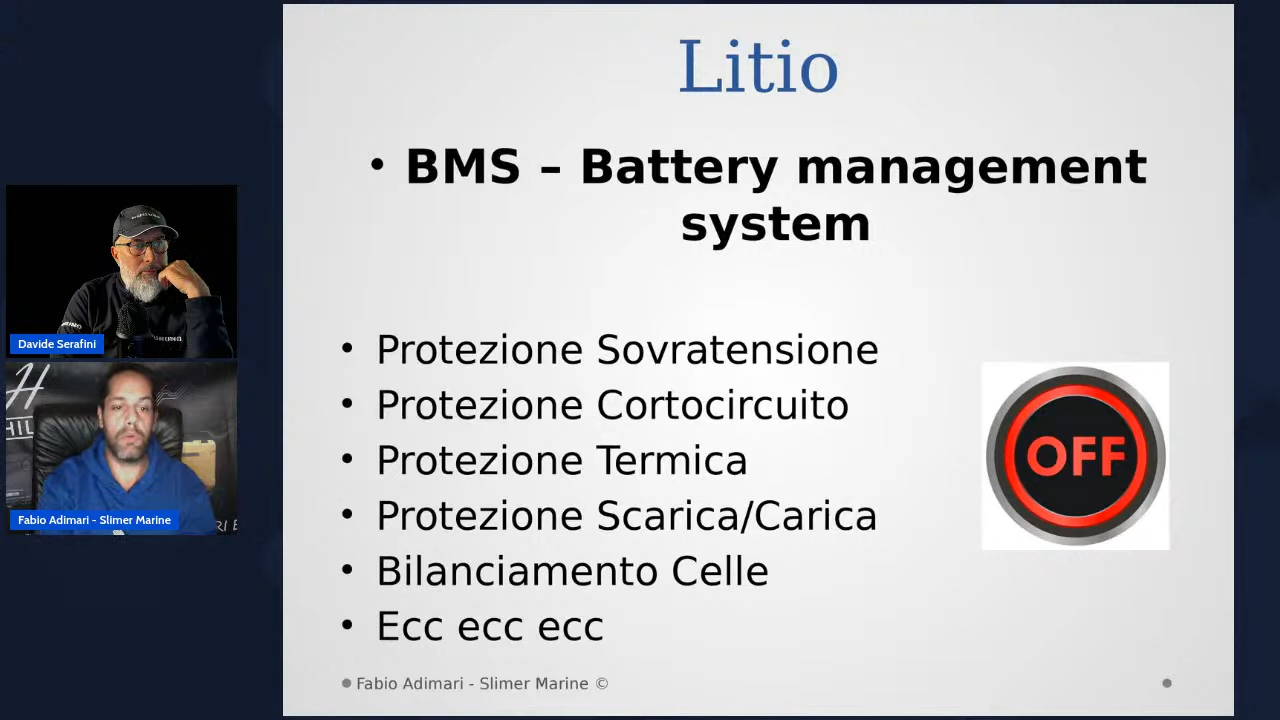 Litio
• BMS – Battery management
system
• Protezione Sovratensione
• Protezione Cortocircuito
• Protezione Termica
• Protezione Scarica/Carica
• Bilanciamento Celle
• Ecc ecc ecc
OFF
Fabio Adimari - Slimer Marine ©
Davide Serafini
Fabio Adimari - Slimer Marine